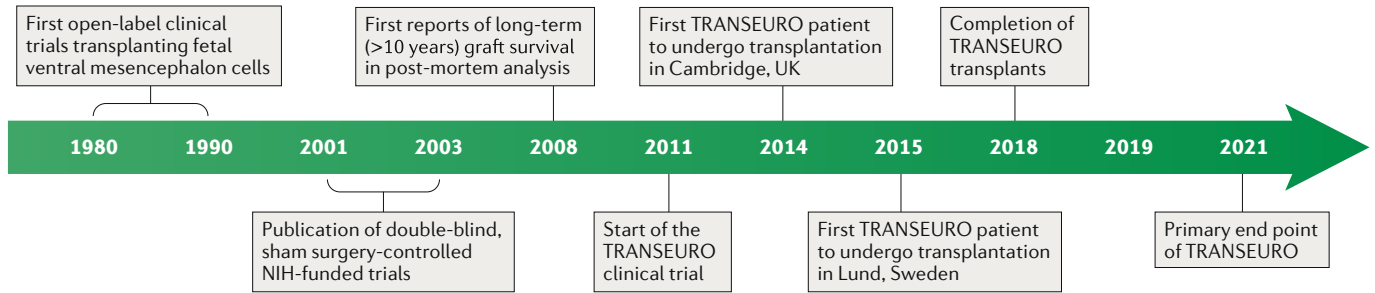 First open-label clinical
trials transplanting fetal
ventral mesencephalon cells
First reports of long-term
(>10 years) graft survival
in post-mortem analysis
First TRANSEURO patient
to undergo transplantation
in Cambridge, UK
Completion of
TRANSEURO
transplants
1980 1990 2001 2003 2008 2011 2014 2015 2018 2019 2021
Publication of double-blind,
sham surgery-controlled
NIH-funded trials
Start of the
TRANSEURO
clinical trial
First TRANSEURO patient
to undergo transplantation
in Lund, Sweden
Primary end point
of TRANSEURO